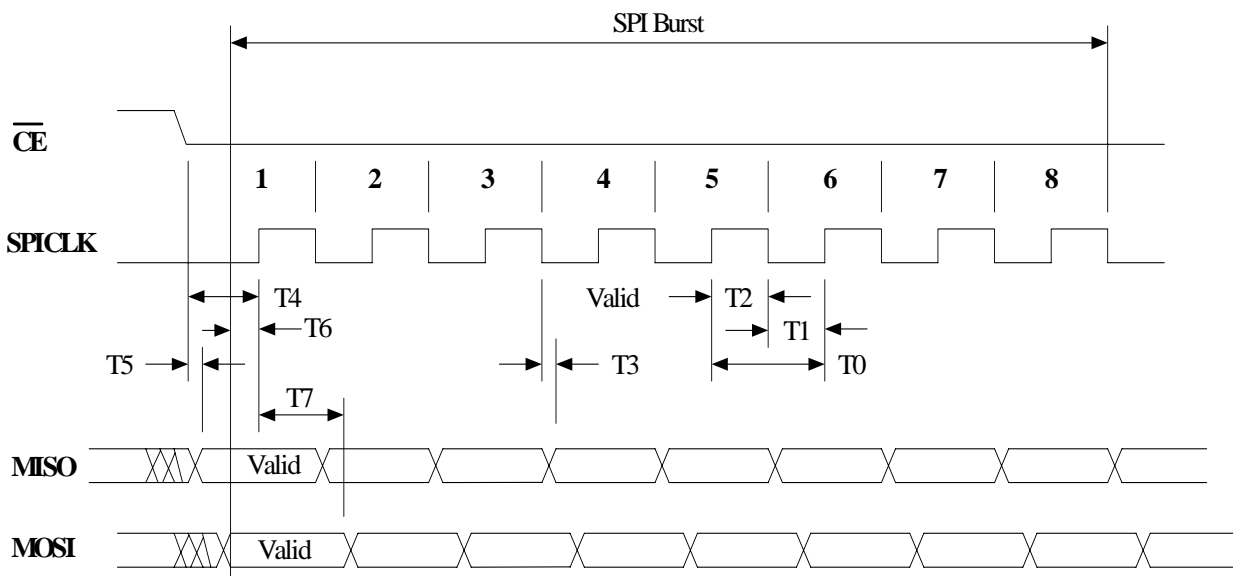 SPI Burst
CE
1 2 3 4 5 6 7 8
SPICLK
T4 Valid T2
T6 T1
T5 T3 T0
T7
MISO Valid
MOSI Valid